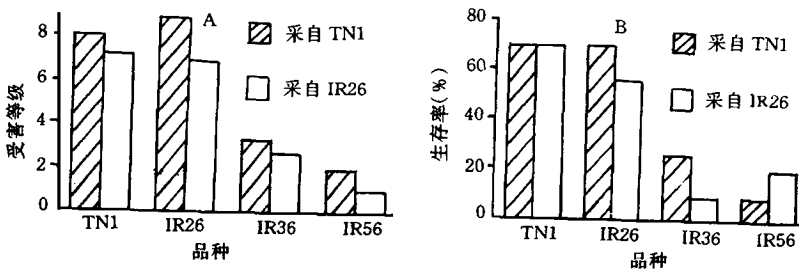 A
8
6
4
2
0
受害等级
采自 TN1
采自 IR26
TN1 IR26 IR36 IR56
品种
B
80
60
40
20
0
生存率(%)
采自 TN1
采自 IR26
TN1 IR26 IR36 IR56
品种